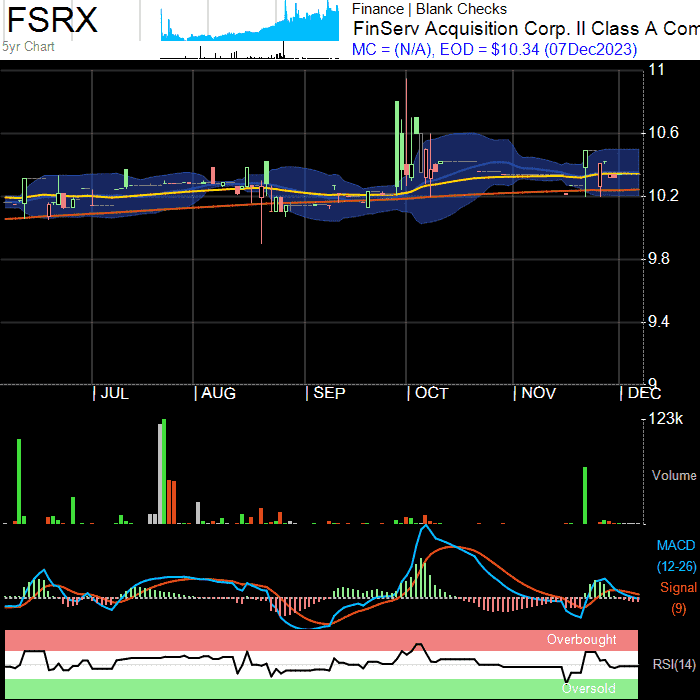 FSRX
5yr Chart
Finance | Blank Checks
FinServ Acquisition Corp. II Class A Com
MC = (N/A), EOD = $10.34 (07Dec2023)
11
10.6
10.2
9.8
9.4
9
| JUL | AUG | SEP | OCT | NOV | DEC
123k
Volume
MACD
(12-26)
Signal
(9)
Overbought
RSI(14)
Oversold